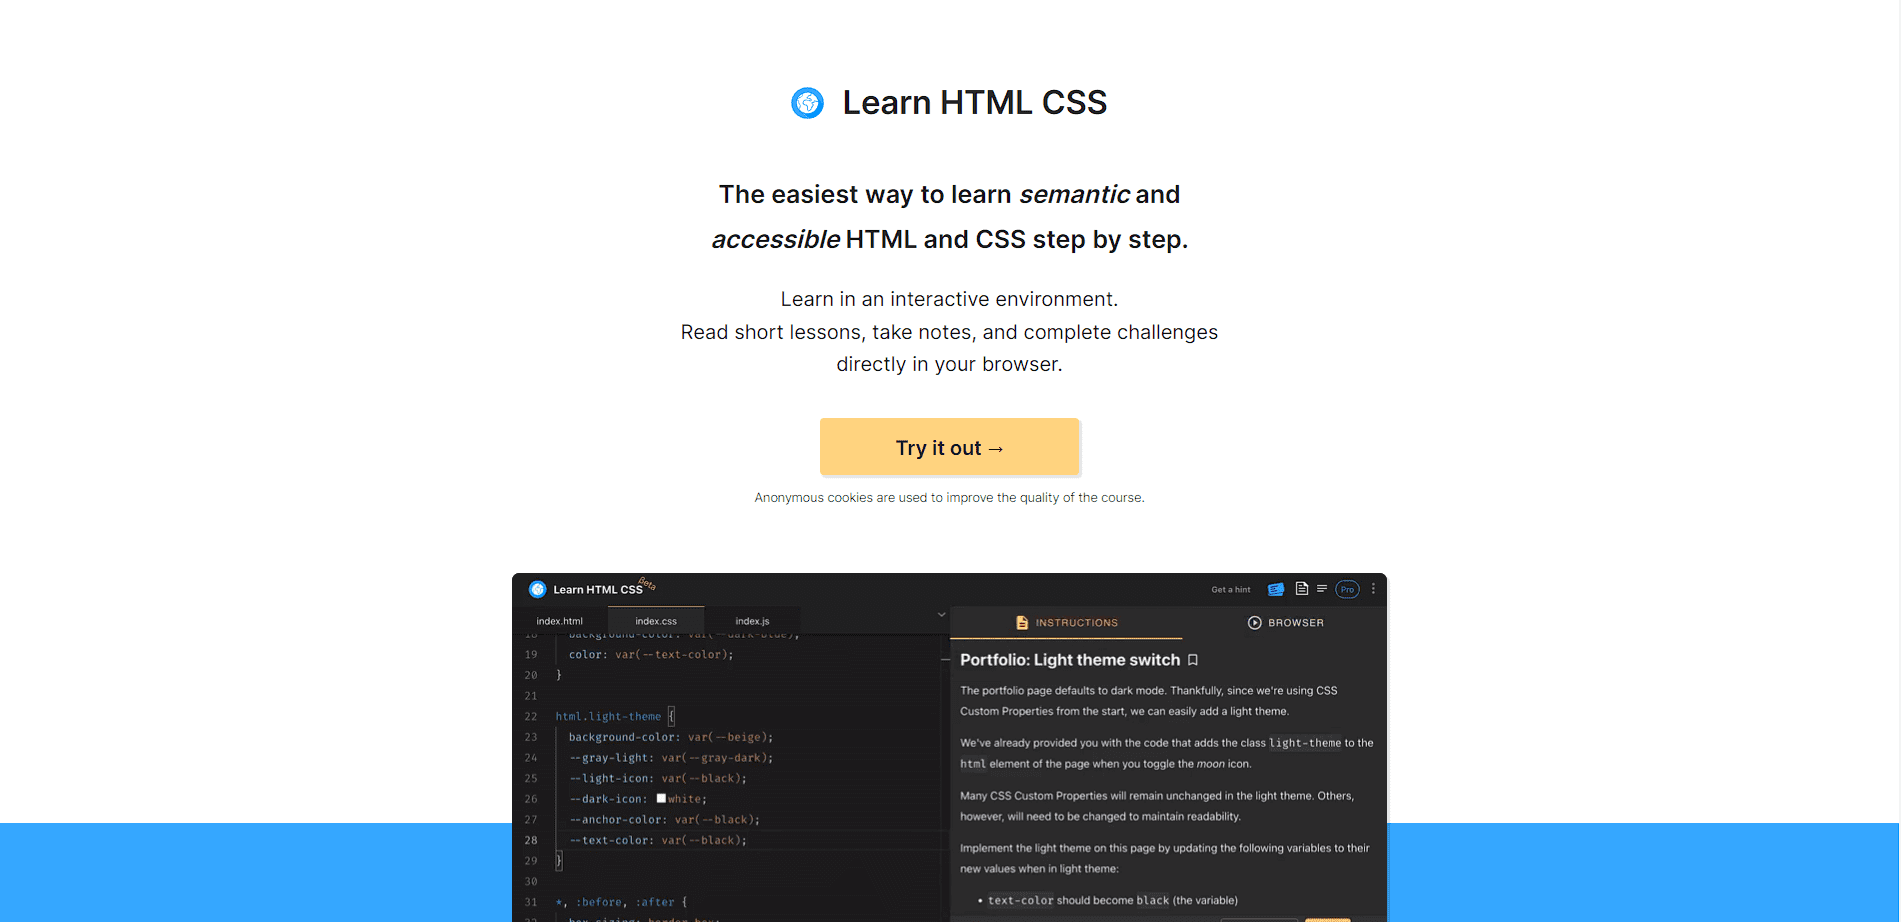 Learn HTML CSS
The easiest way to learn semantic and
accessible HTML and CSS step by step.
Learn in an interactive environment.
Read short lessons, take notes, and complete challenges
directly in your browser.
Try it out →
Anonymous cookies are used to improve the quality of the course.
Learn HTML CSS Beta
Get a hint
Pro
index.html
index.css
index.js
18 background-color: var(--dark-blue);
19 color: var(--text-color);
20 }
21
22 html.light-theme {
23 background-color: var(--beige);
24 --gray-light: var(--gray-dark);
25 --light-icon: var(--black);
26 --dark-icon: white;
27 --anchor-color: var(--black);
28 --text-color: var(--black);
29 }
30
31 *, :before, :after {
32 box-sizing: border-box;
INSTRUCTIONS
BROWSER
Portfolio: Light theme switch
The portfolio page defaults to dark mode. Thankfully, since we're using CSS
Custom Properties from the start, we can easily add a light theme.
We've already provided you with the code that adds the class light-theme to the
html element of the page when you toggle the moon icon.
Many CSS Custom Properties will remain unchanged in the light theme. Others,
however, will need to be changed to maintain readability.
Implement the light theme on this page by updating the following variables to their
new values when in light theme:
• text-color should become black (the variable)